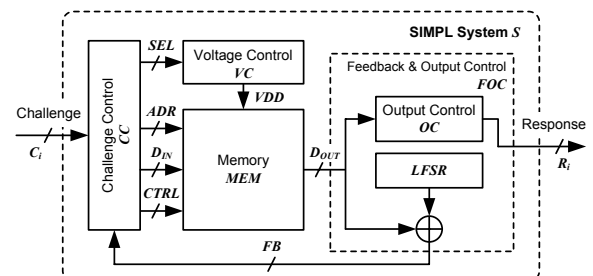 SIMPL System S
SEL
Voltage Control
VC
Feedback & Output Control
FOC
VDD
Challenge
C_i
Challenge Control
CC
ADR
D_IN
CTRL
Memory
MEM
D_OUT
Output Control
OC
Response
R_i
LFSR
FB